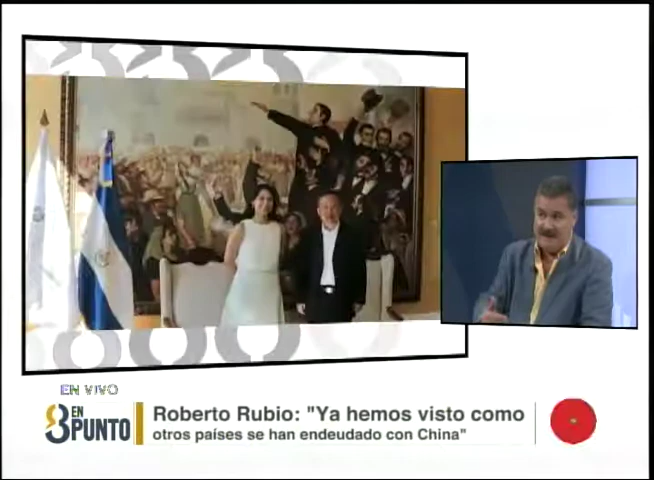 EN VIVO
8 EN PUNTO
Roberto Rubio: "Ya hemos visto como
otros países se han endeudado con China"